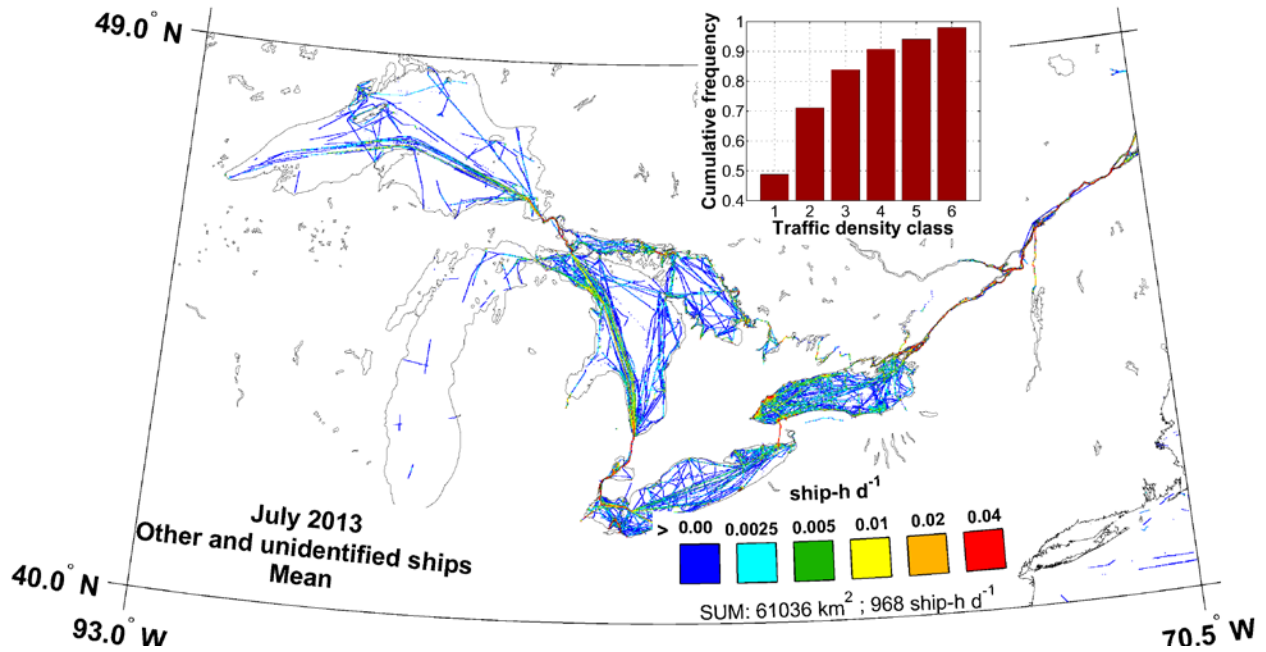 49.0° N
1
0.9
0.8
0.7
0.6
0.5
0.4
Cumulative frequency
1 2 3 4 5 6
Traffic density class
July 2013
Other and unidentified ships
Mean
ship-h d⁻¹
> 0.00 0.0025 0.005 0.01 0.02 0.04
SUM: 61036 km² ; 968 ship-h d⁻¹
40.0° N
93.0° W
70.5° W